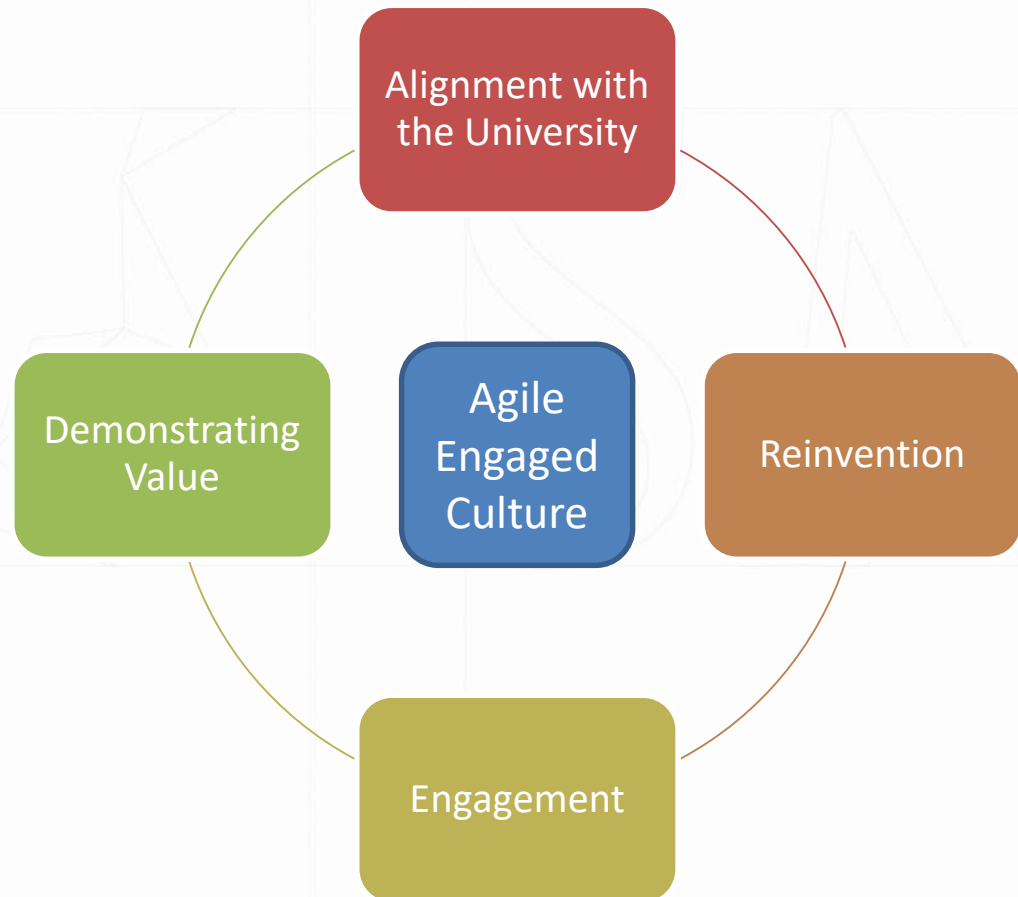 Alignment with
the University
Demonstrating
Value
Agile
Engaged
Culture
Reinvention
Engagement